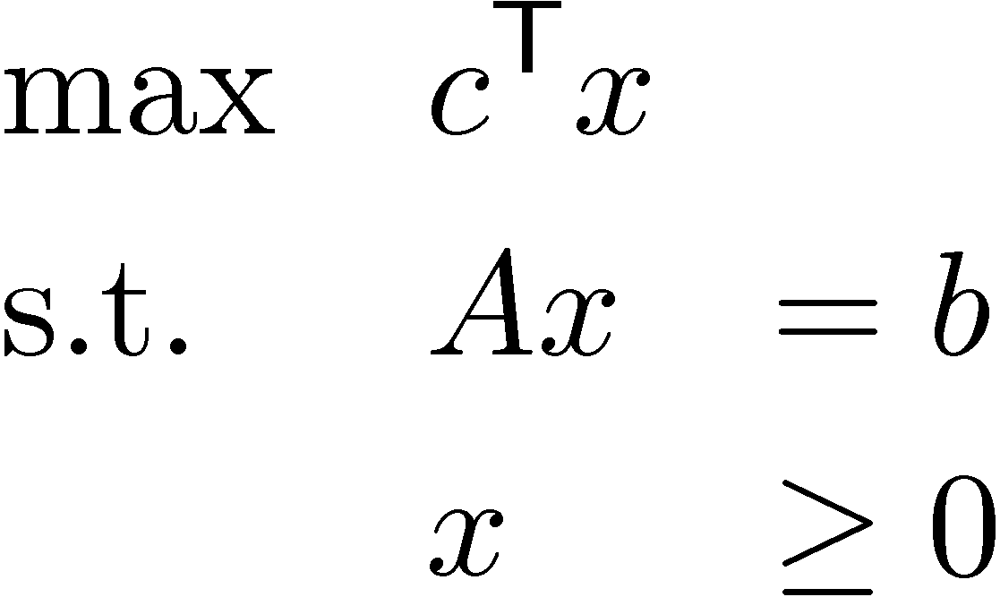 max c⊤x
s.t. Ax = b
x ≥ 0